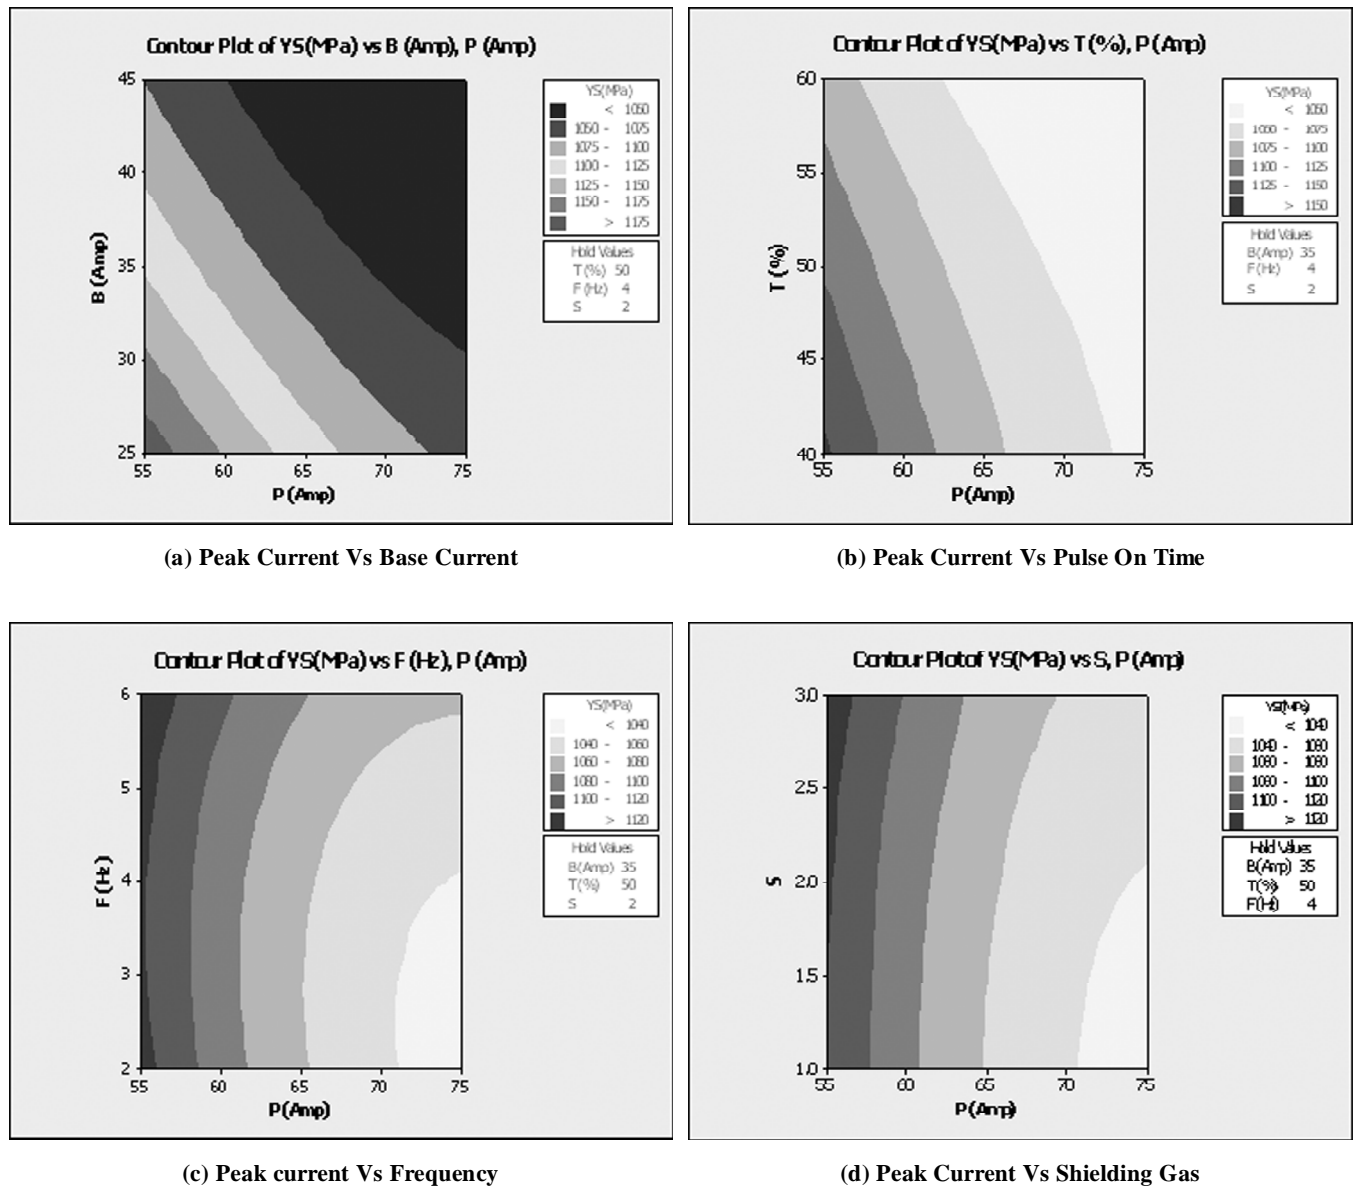 Contour Plot of YS(MPa) vs B (Amp), P (Amp)
45
40
35
30
25
B (Amp)
55 60 65 70 75
P (Amp)
YS(MPa)
< 1050
1050 - 1075
1075 - 1100
1100 - 1125
1125 - 1150
1150 - 1175
> 1175
Hold Values
T (%) 50
F (Hz) 4
S 2
(a) Peak Current Vs Base Current
Contour Plot of YS(MPa) vs T (%), P (Amp)
60
55
50
45
40
T (%)
55 60 65 70 75
P (Amp)
YS(MPa)
< 1050
1050 - 1075
1075 - 1100
1100 - 1125
1125 - 1150
> 1150
Hold Values
B(Amp) 35
F (Hz) 4
S 2
(b) Peak Current Vs Pulse On Time
Contour Plot of YS(MPa) vs F (Hz), P (Amp)
6
5
4
3
2
F (Hz)
55 60 65 70 75
P (Amp)
YS(MPa)
< 1040
1040 - 1060
1060 - 1080
1080 - 1100
1100 - 1120
> 1120
Hold Values
B(Amp) 35
T(%) 50
S 2
(c) Peak current Vs Frequency
Contour Plot of YS(MPa) vs S, P (Amp)
3.0
2.5
2.0
1.5
1.0
S
55 60 65 70 75
P (Amp)
YS(MPa)
< 1040
1040 - 1060
1060 - 1080
1080 - 1100
1100 - 1120
> 1120
Hold Values
B(Amp) 35
T(%) 50
F(Hz) 4
(d) Peak Current Vs Shielding Gas